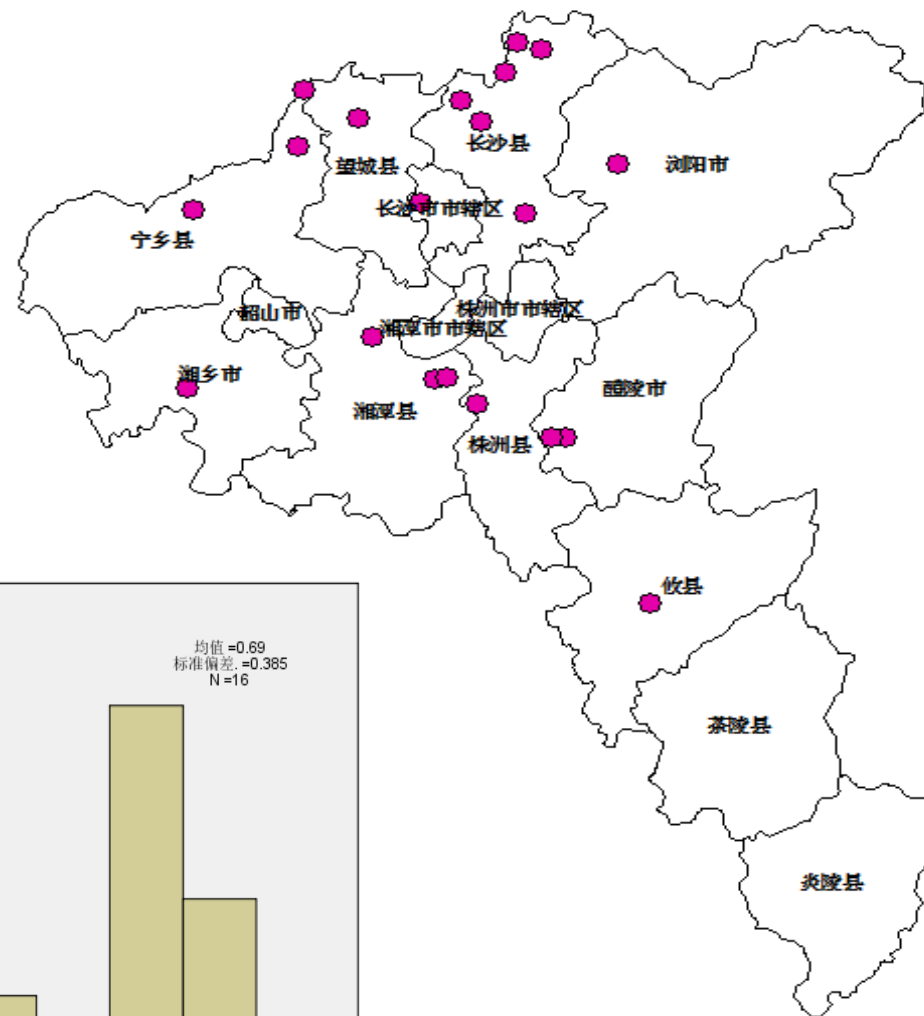 长沙县
浏阳市
望城县
长沙市市辖区
宁乡县
韶山市
株洲市市辖区
湘潭市市辖区
湘乡市
醴陵市
湘潭县
株洲县
攸县
均值 =0.69
标准偏差. =0.385
N =16
茶陵县
炎陵县